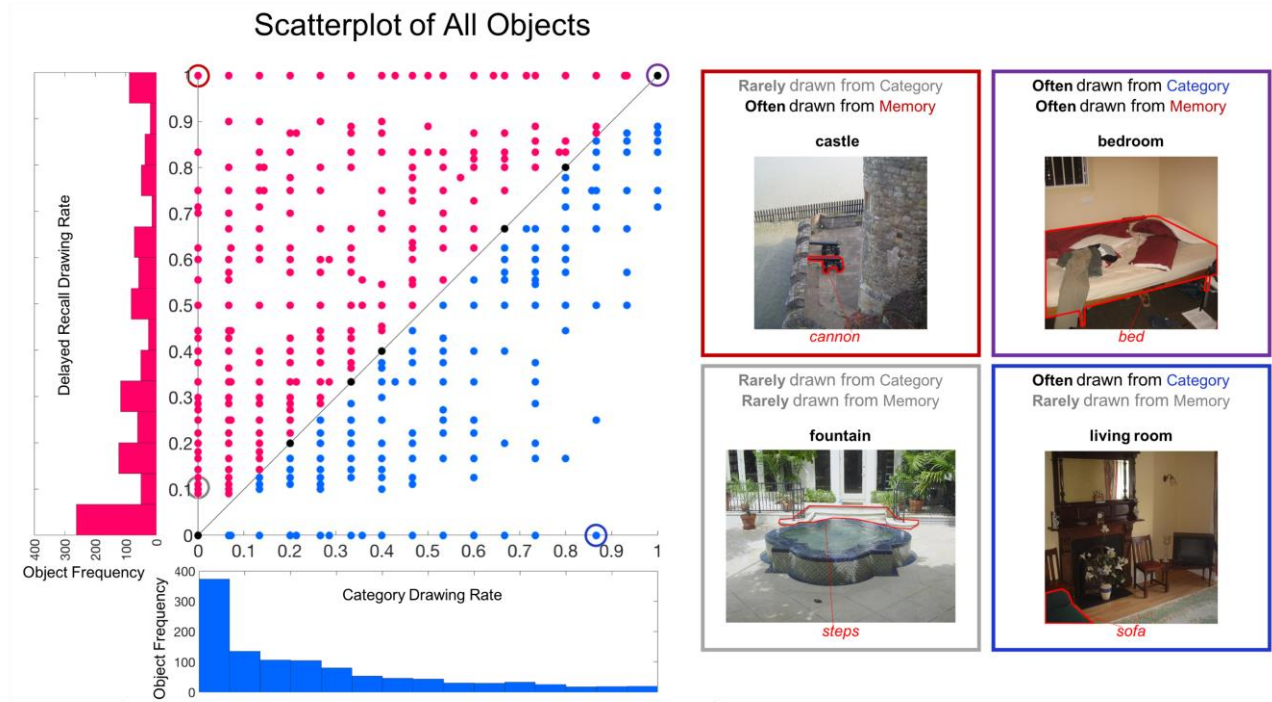 Scatterplot of All Objects
Delayed Recall Drawing Rate
1
0.9
0.8
0.7
0.6
0.5
0.4
0.3
0.2
0.1
0
400
300
200
100
0
Object Frequency
0
0.1
0.2
0.3
0.4
0.5
0.6
0.7
0.8
0.9
1
Category Drawing Rate
Object Frequency
400
300
200
100
0
Rarely drawn from Category
Often drawn from Memory
castle
cannon
Often drawn from Category
Often drawn from Memory
bedroom
bed
Rarely drawn from Category
Rarely drawn from Memory
fountain
steps
Often drawn from Category
Rarely drawn from Memory
living room
sofa